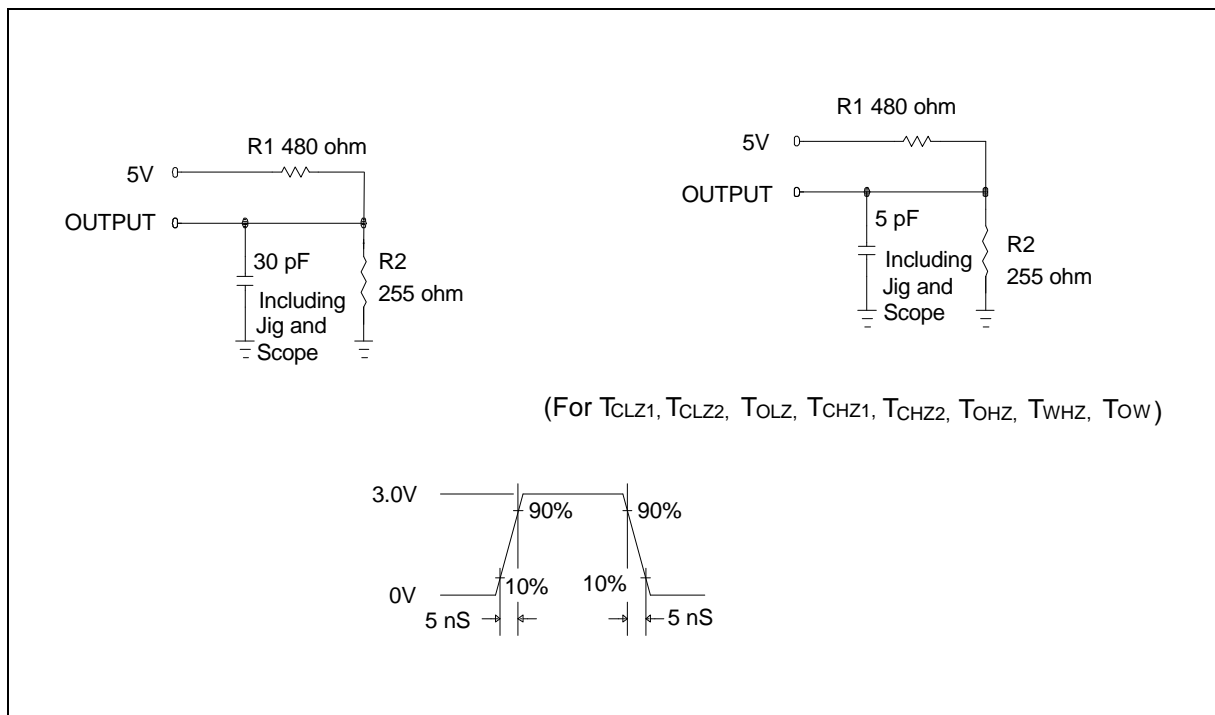 R1 480 ohm
5V
OUTPUT
30 pF
Including
Jig and
Scope
R2
255 ohm
R1 480 ohm
5V
OUTPUT
5 pF
Including
Jig and
Scope
R2
255 ohm
(For TCLZ1, TCLZ2, TOLZ, TCHZ1, TCHZ2, TOHZ, TWHZ, TOW)
3.0V
90% 90%
10% 10%
0V
5 nS 5 nS